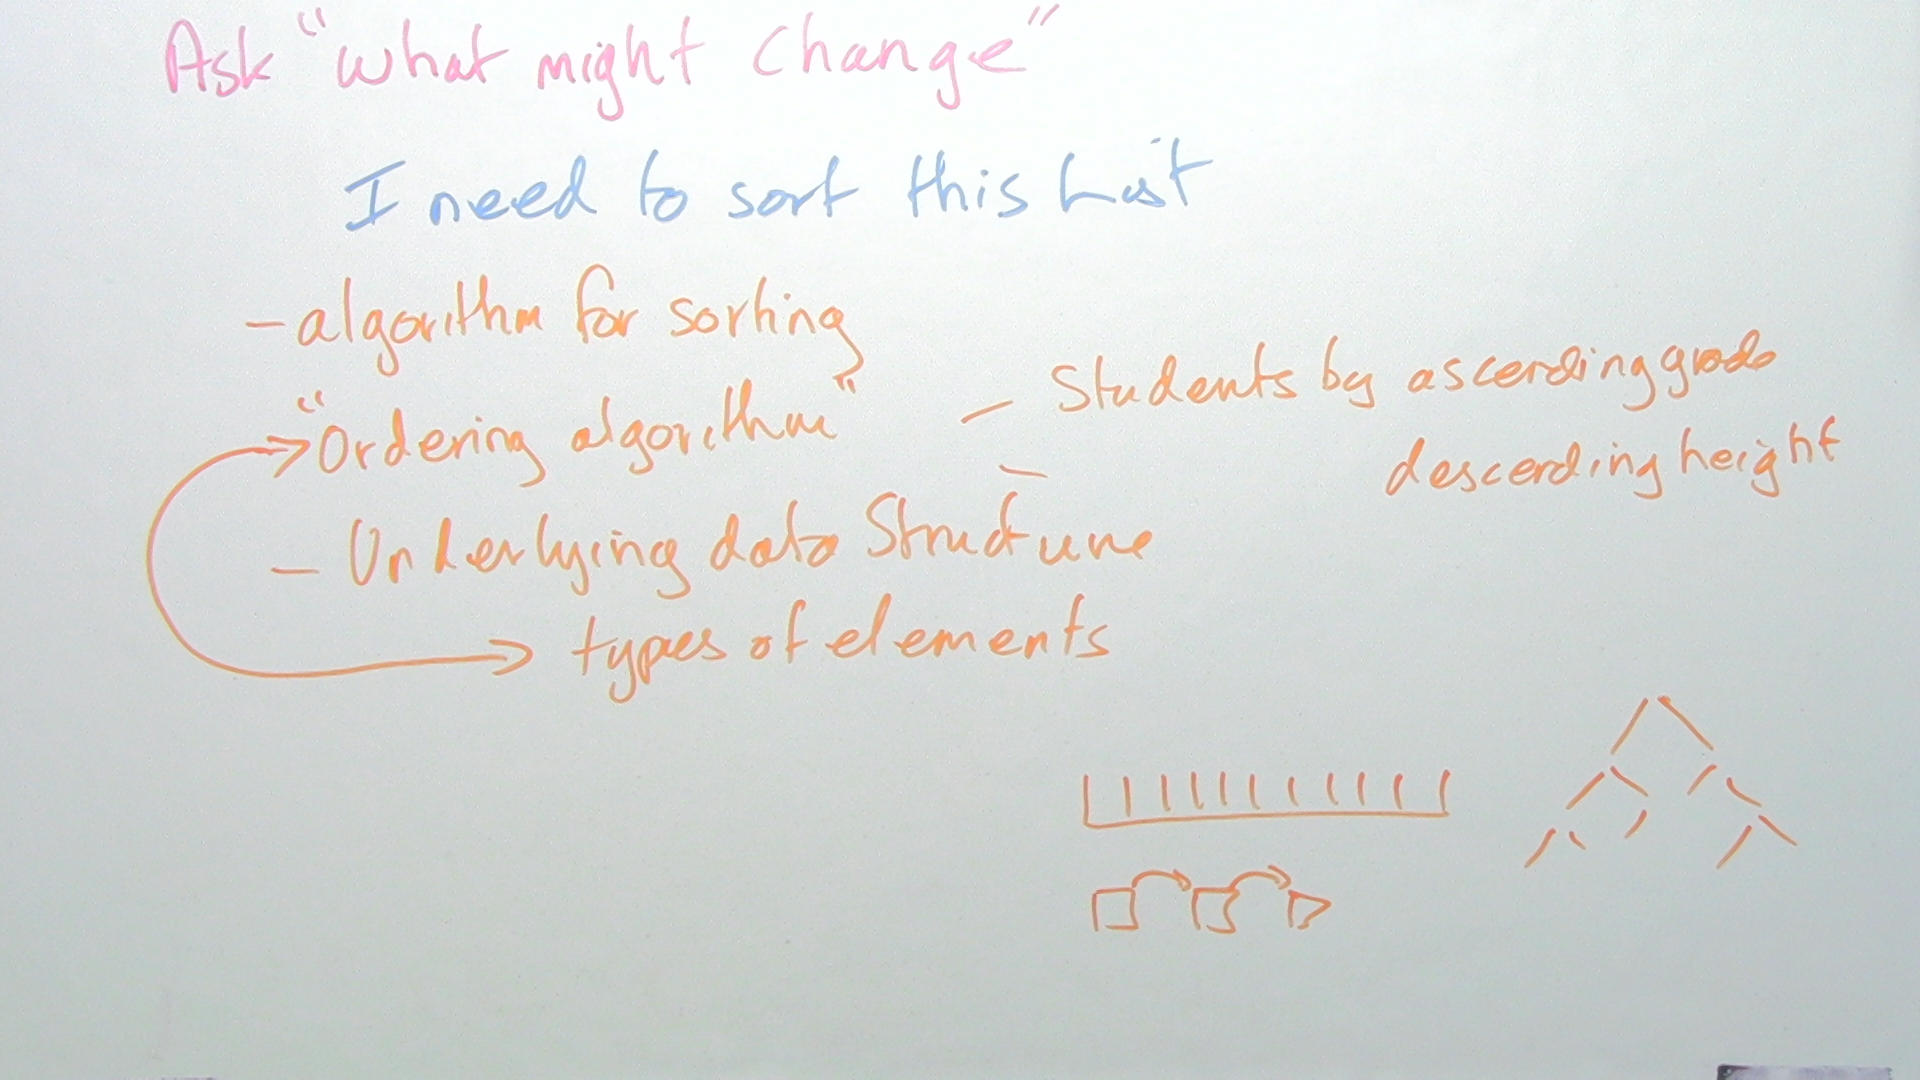 Ask "what might change"
I need to sort this List
- algorithm for sorting
"Ordering algorithm"
- Students by ascending grade
descending height
- Underlying data Structure
types of elements